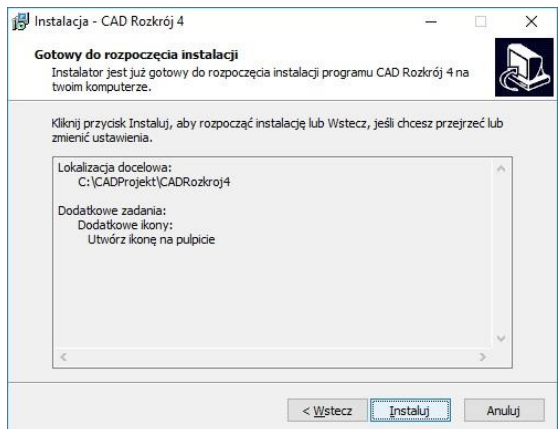 Instalacja - CAD Rozkrój 4
Gotowy do rozpoczęcia instalacji
Instalator jest już gotowy do rozpoczęcia instalacji programu CAD Rozkrój 4 na
twoim komputerze.
Kliknij przycisk Instaluj, aby rozpocząć instalację lub Wstecz, jeśli chcesz przejrzeć lub
zmienić ustawienia.
Lokalizacja docelowa:
C:\CADProjekt\CADRozkroj4
Dodatkowe zadania:
Dodatkowe ikony:
Utwórz ikonę na pulpicie
< Wstecz
Instaluj
Anuluj